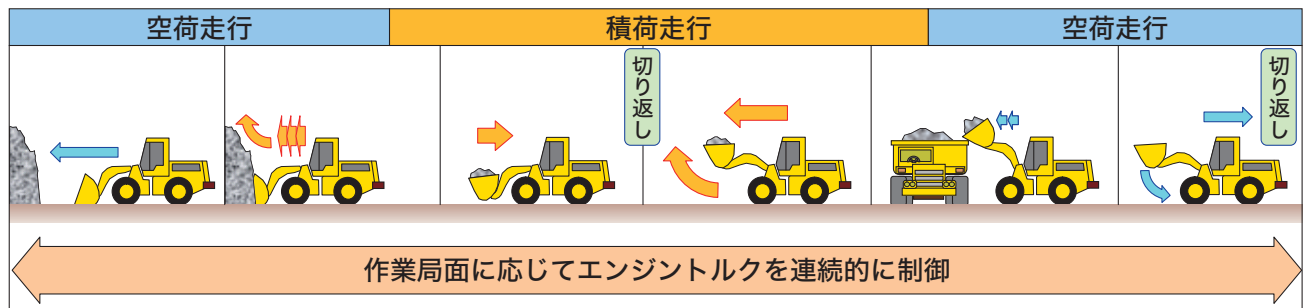 空荷走行
積荷走行
空荷走行
切り返し
切り返し
作業局面に応じてエンジントルクを連続的に制御